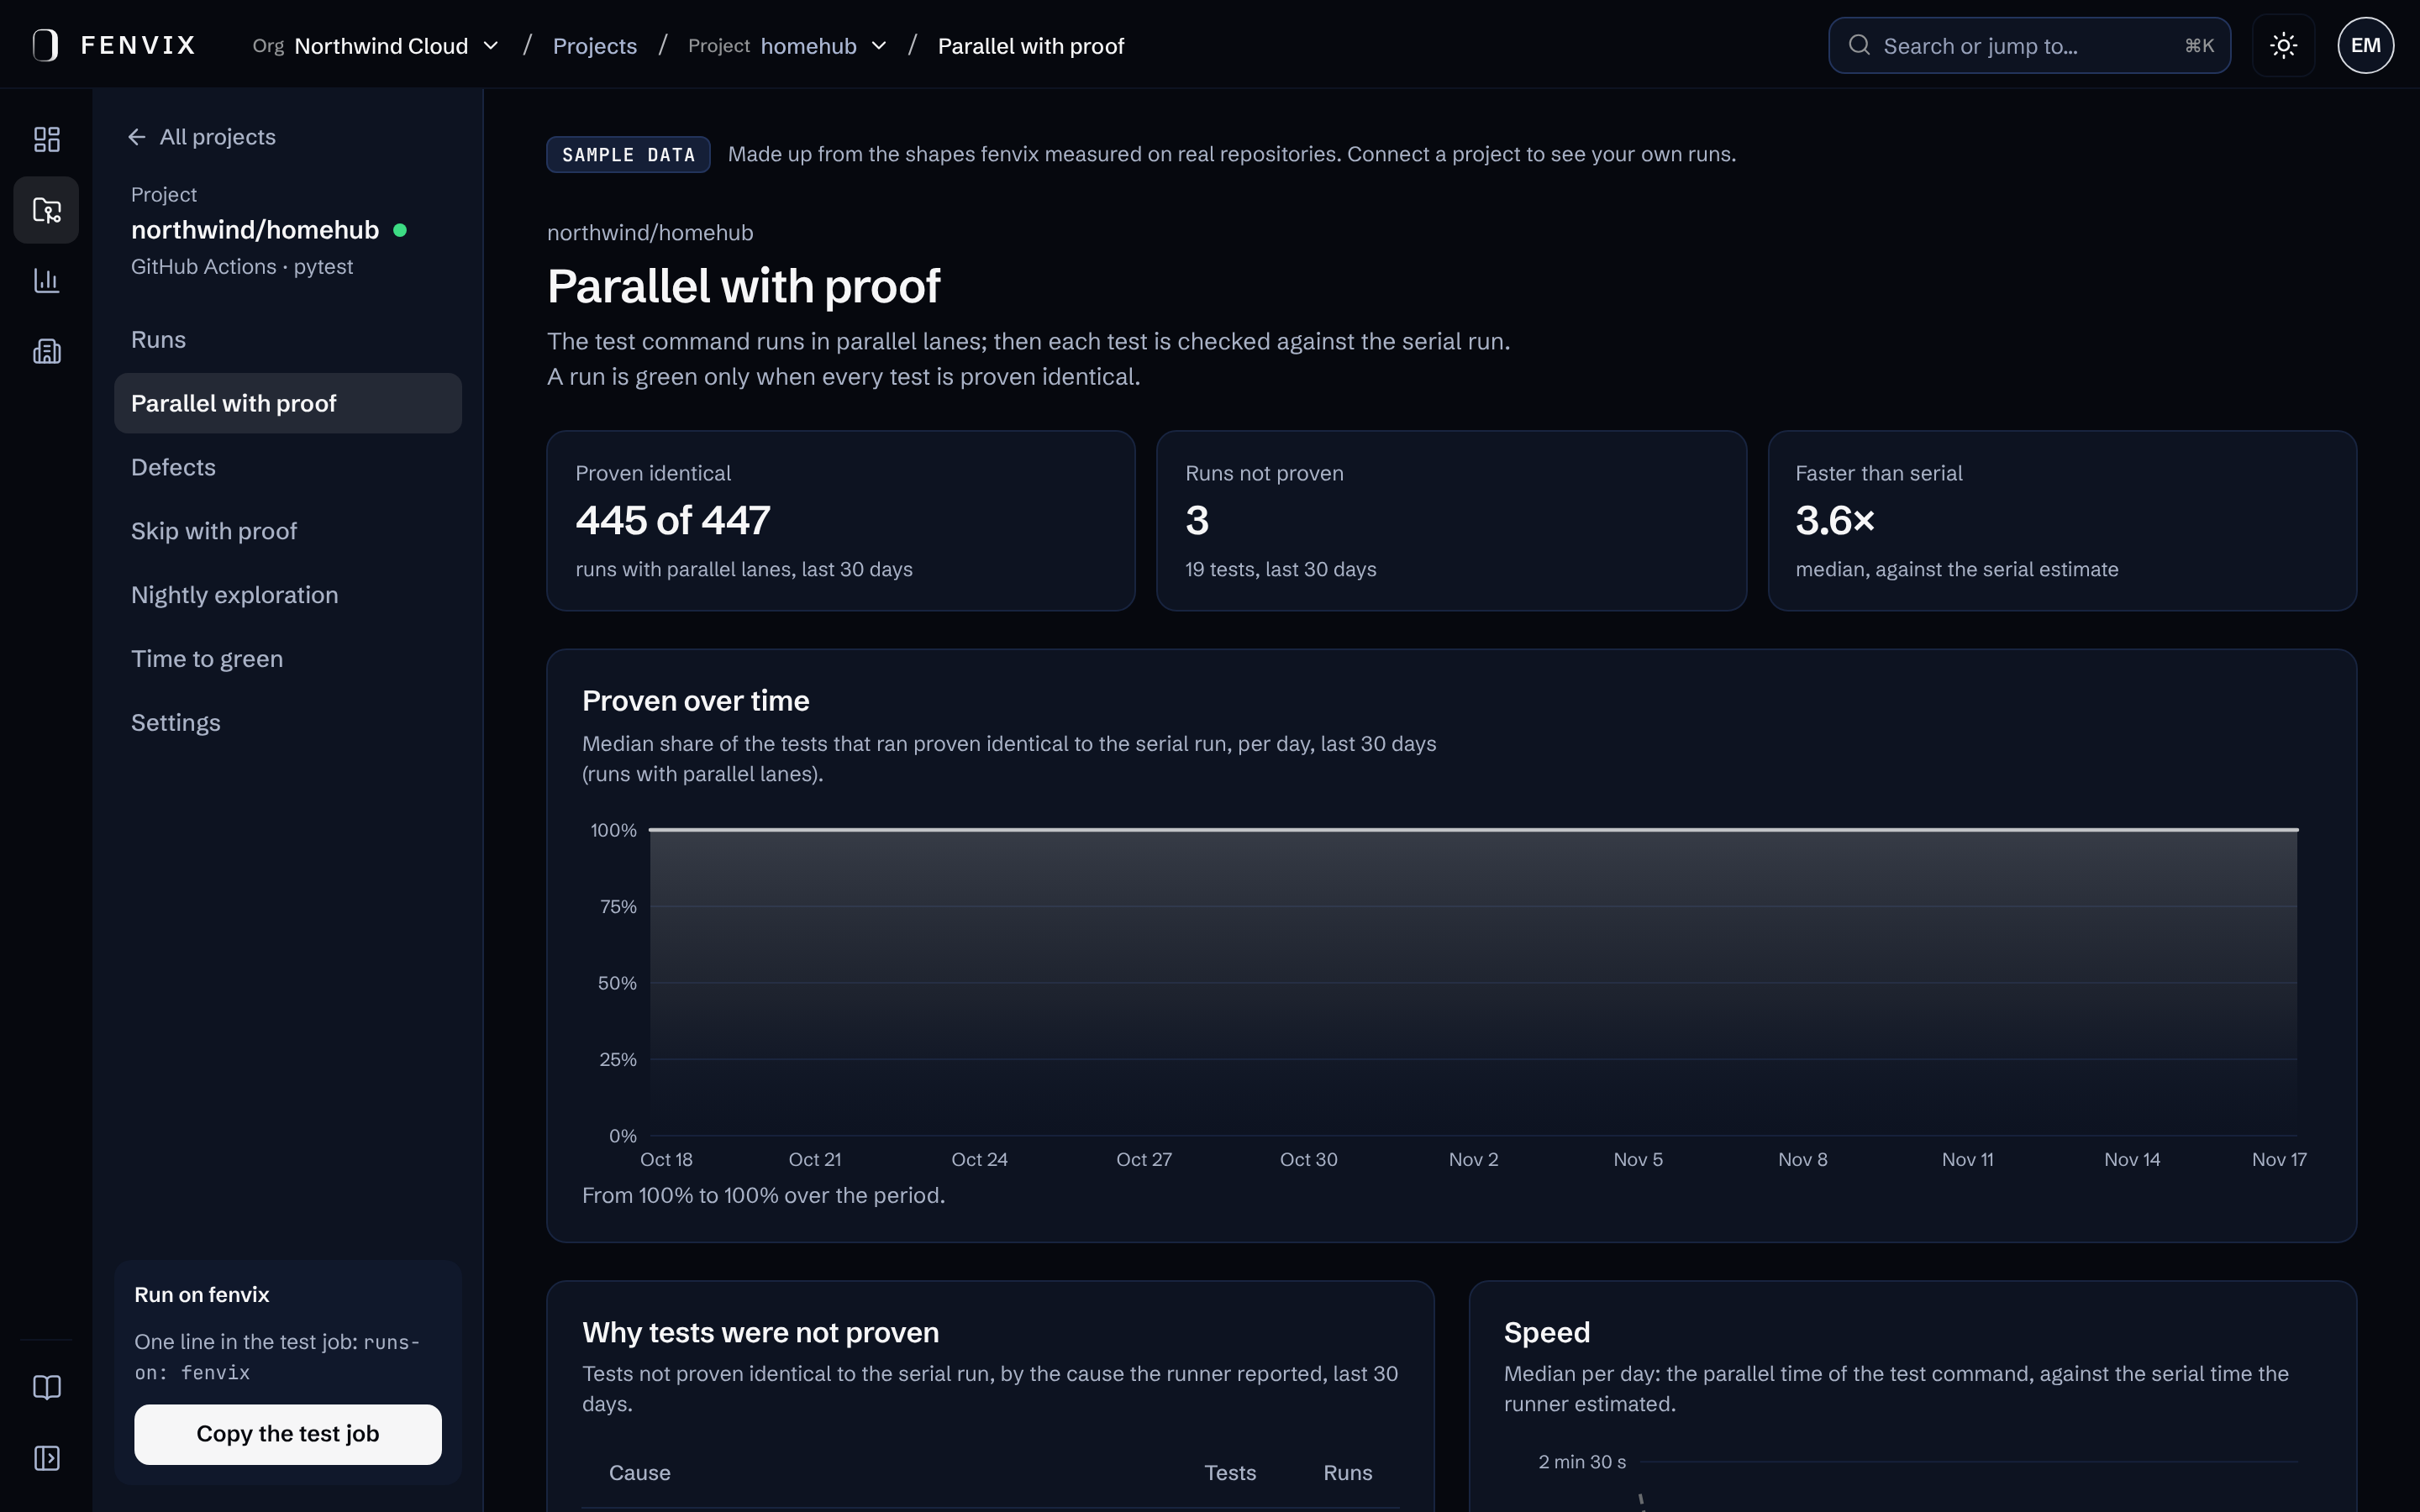 FENVIX
Org Northwind Cloud / Projects / Project homehub / Parallel with proof
Search or jump to... ⌘K
EM
All projects
Project
northwind/homehub
GitHub Actions · pytest
Runs
Parallel with proof
Defects
Skip with proof
Nightly exploration
Time to green
Settings
Run on fenvix
One line in the test job: runs-
on: fenvix
Copy the test job
SAMPLE DATA Made up from the shapes fenvix measured on real repositories. Connect a project to see your own runs.
northwind/homehub
Parallel with proof
The test command runs in parallel lanes; then each test is checked against the serial run.
A run is green only when every test is proven identical.
Proven identical
445 of 447
runs with parallel lanes, last 30 days
Runs not proven
3
19 tests, last 30 days
Faster than serial
3.6×
median, against the serial estimate
Proven over time
Median share of the tests that ran proven identical to the serial run, per day, last 30 days
(runs with parallel lanes).
100%
75%
50%
25%
0%
Oct 18 Oct 21 Oct 24 Oct 27 Oct 30 Nov 2 Nov 5 Nov 8 Nov 11 Nov 14 Nov 17
From 100% to 100% over the period.
Why tests were not proven
Tests not proven identical to the serial run, by the cause the runner reported, last 30
days.
Cause Tests Runs
Speed
Median per day: the parallel time of the test command, against the serial time the
runner estimated.
2 min 30 s